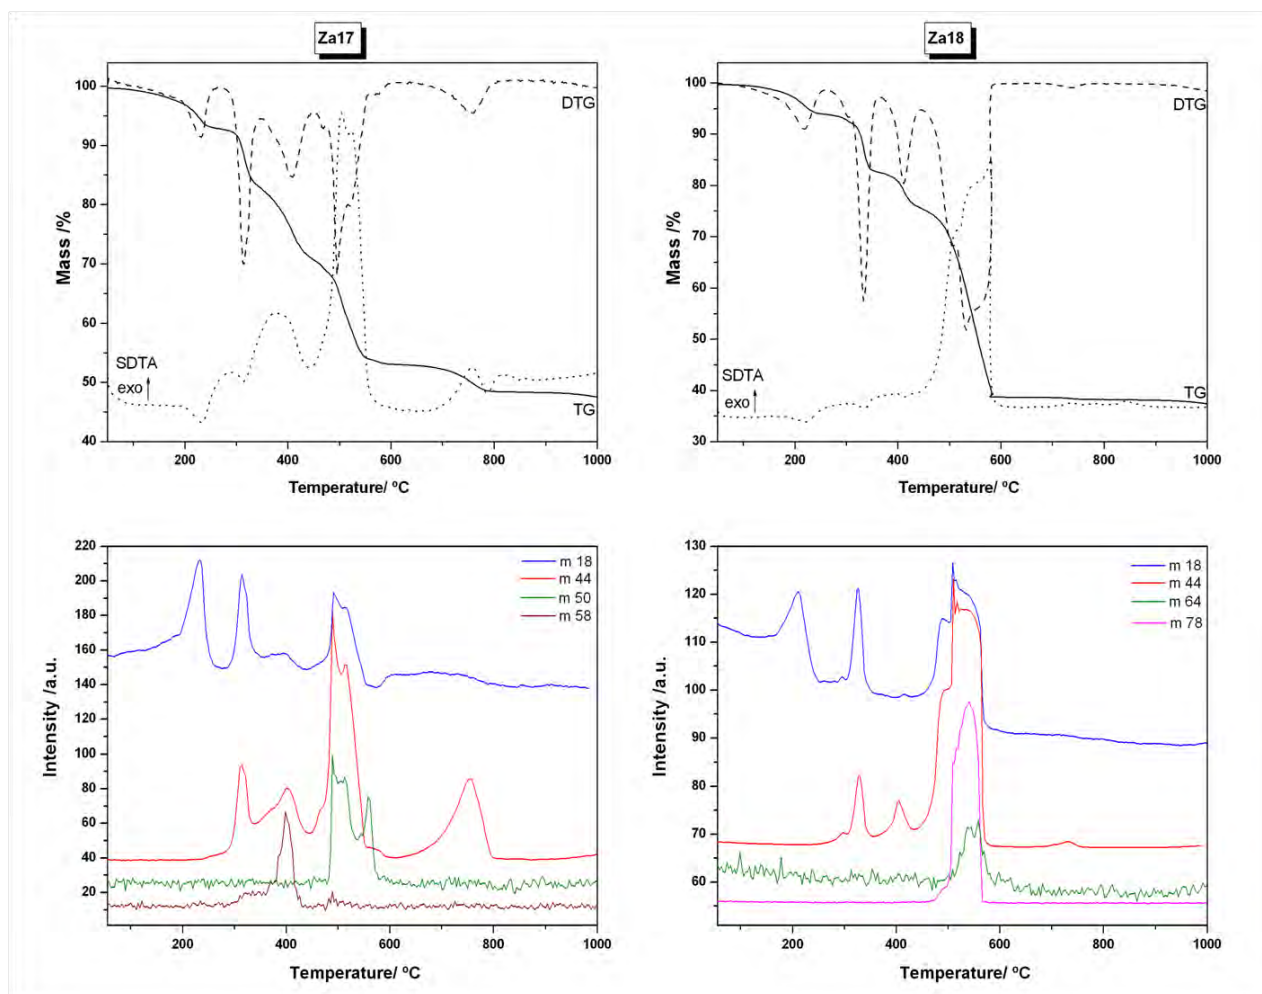 Za17
100
90
80
70
60
50
40
Mass /%
DTG
SDTA
exo
TG
200
400
600
800
1000
Temperature/ ºC
Za18
100
90
80
70
60
50
40
30
Mass /%
DTG
SDTA
exo
TG
200
400
600
800
1000
Temperature/ ºC
220
200
180
160
140
120
100
80
60
40
20
Intensity /a.u.
m 18
m 44
m 50
m 58
200
400
600
800
1000
Temperature/ ºC
130
120
110
100
90
80
70
60
Intensity /a.u.
m 18
m 44
m 64
m 78
200
400
600
800
1000
Temperature/ ºC